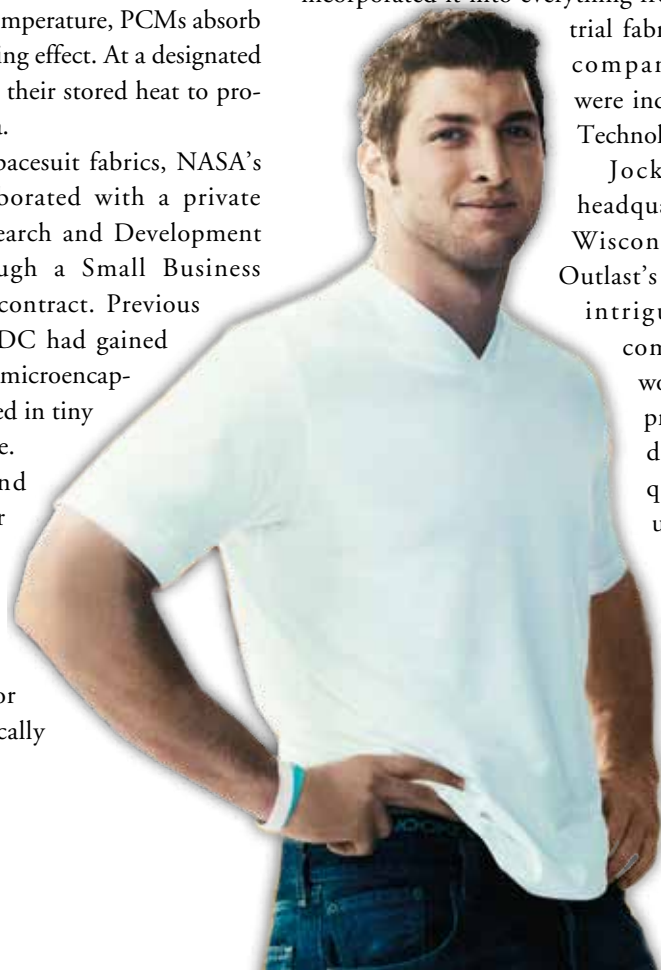 mperature, PCMs absorb
ing effect. At a designated
their stored heat to pro-
pacesuit fabrics, NASA's
borated with a private
earch and Development
ugh a Small Business
contract. Previous
DC had gained
microencap-
ed in tiny
e.
nd
r
or
cally
incorporated it into everything
trial fabr
compan
were inc
Technol
Jock
headqua
Wiscon
Outlast's
intrigu
com
wo
pr
d
q
u
JOCKE